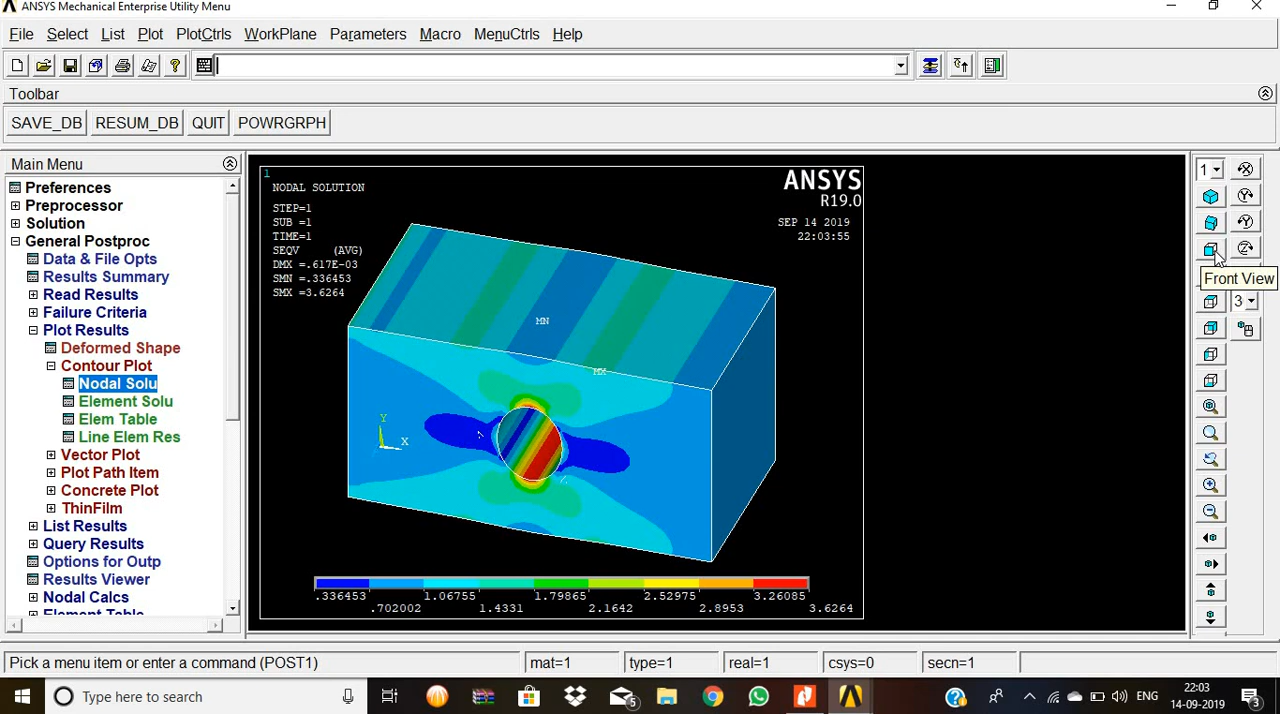 ANSYS Mechanical Enterprise Utility Menu
File Select List Plot PlotCtrls WorkPlane Parameters Macro MenuCtrls Help
Toolbar
SAVE_DB RESUM_DB QUIT POWRGRPH
Main Menu
Preferences
Preprocessor
Solution
General Postproc
Data & File Opts
Results Summary
Read Results
Failure Criteria
Plot Results
Deformed Shape
Contour Plot
Nodal Solu
Element Solu
Elem Table
Line Elem Res
Vector Plot
Plot Path Item
Concrete Plot
ThinFilm
List Results
Query Results
Options for Outp
Results Viewer
Nodal Calcs
Element Table
1
NODAL SOLUTION
STEP=1
SUB =1
TIME=1
SEQV (AVG)
DMX =.617E-03
SMN =.336453
SMX =3.6264
ANSYS
R19.0
SEP 14 2019
22:03:55
MN
MX
Y
X
Z
.336453 1.06755 1.79865 2.52975 3.26085
.702002 1.4331 2.1642 2.8953 3.6264
1
Front View
3
Pick a menu item or enter a command (POST1) mat=1 type=1 real=1 csys=0 secn=1
Type here to search
5
ENG
22:03
14-09-2019
3